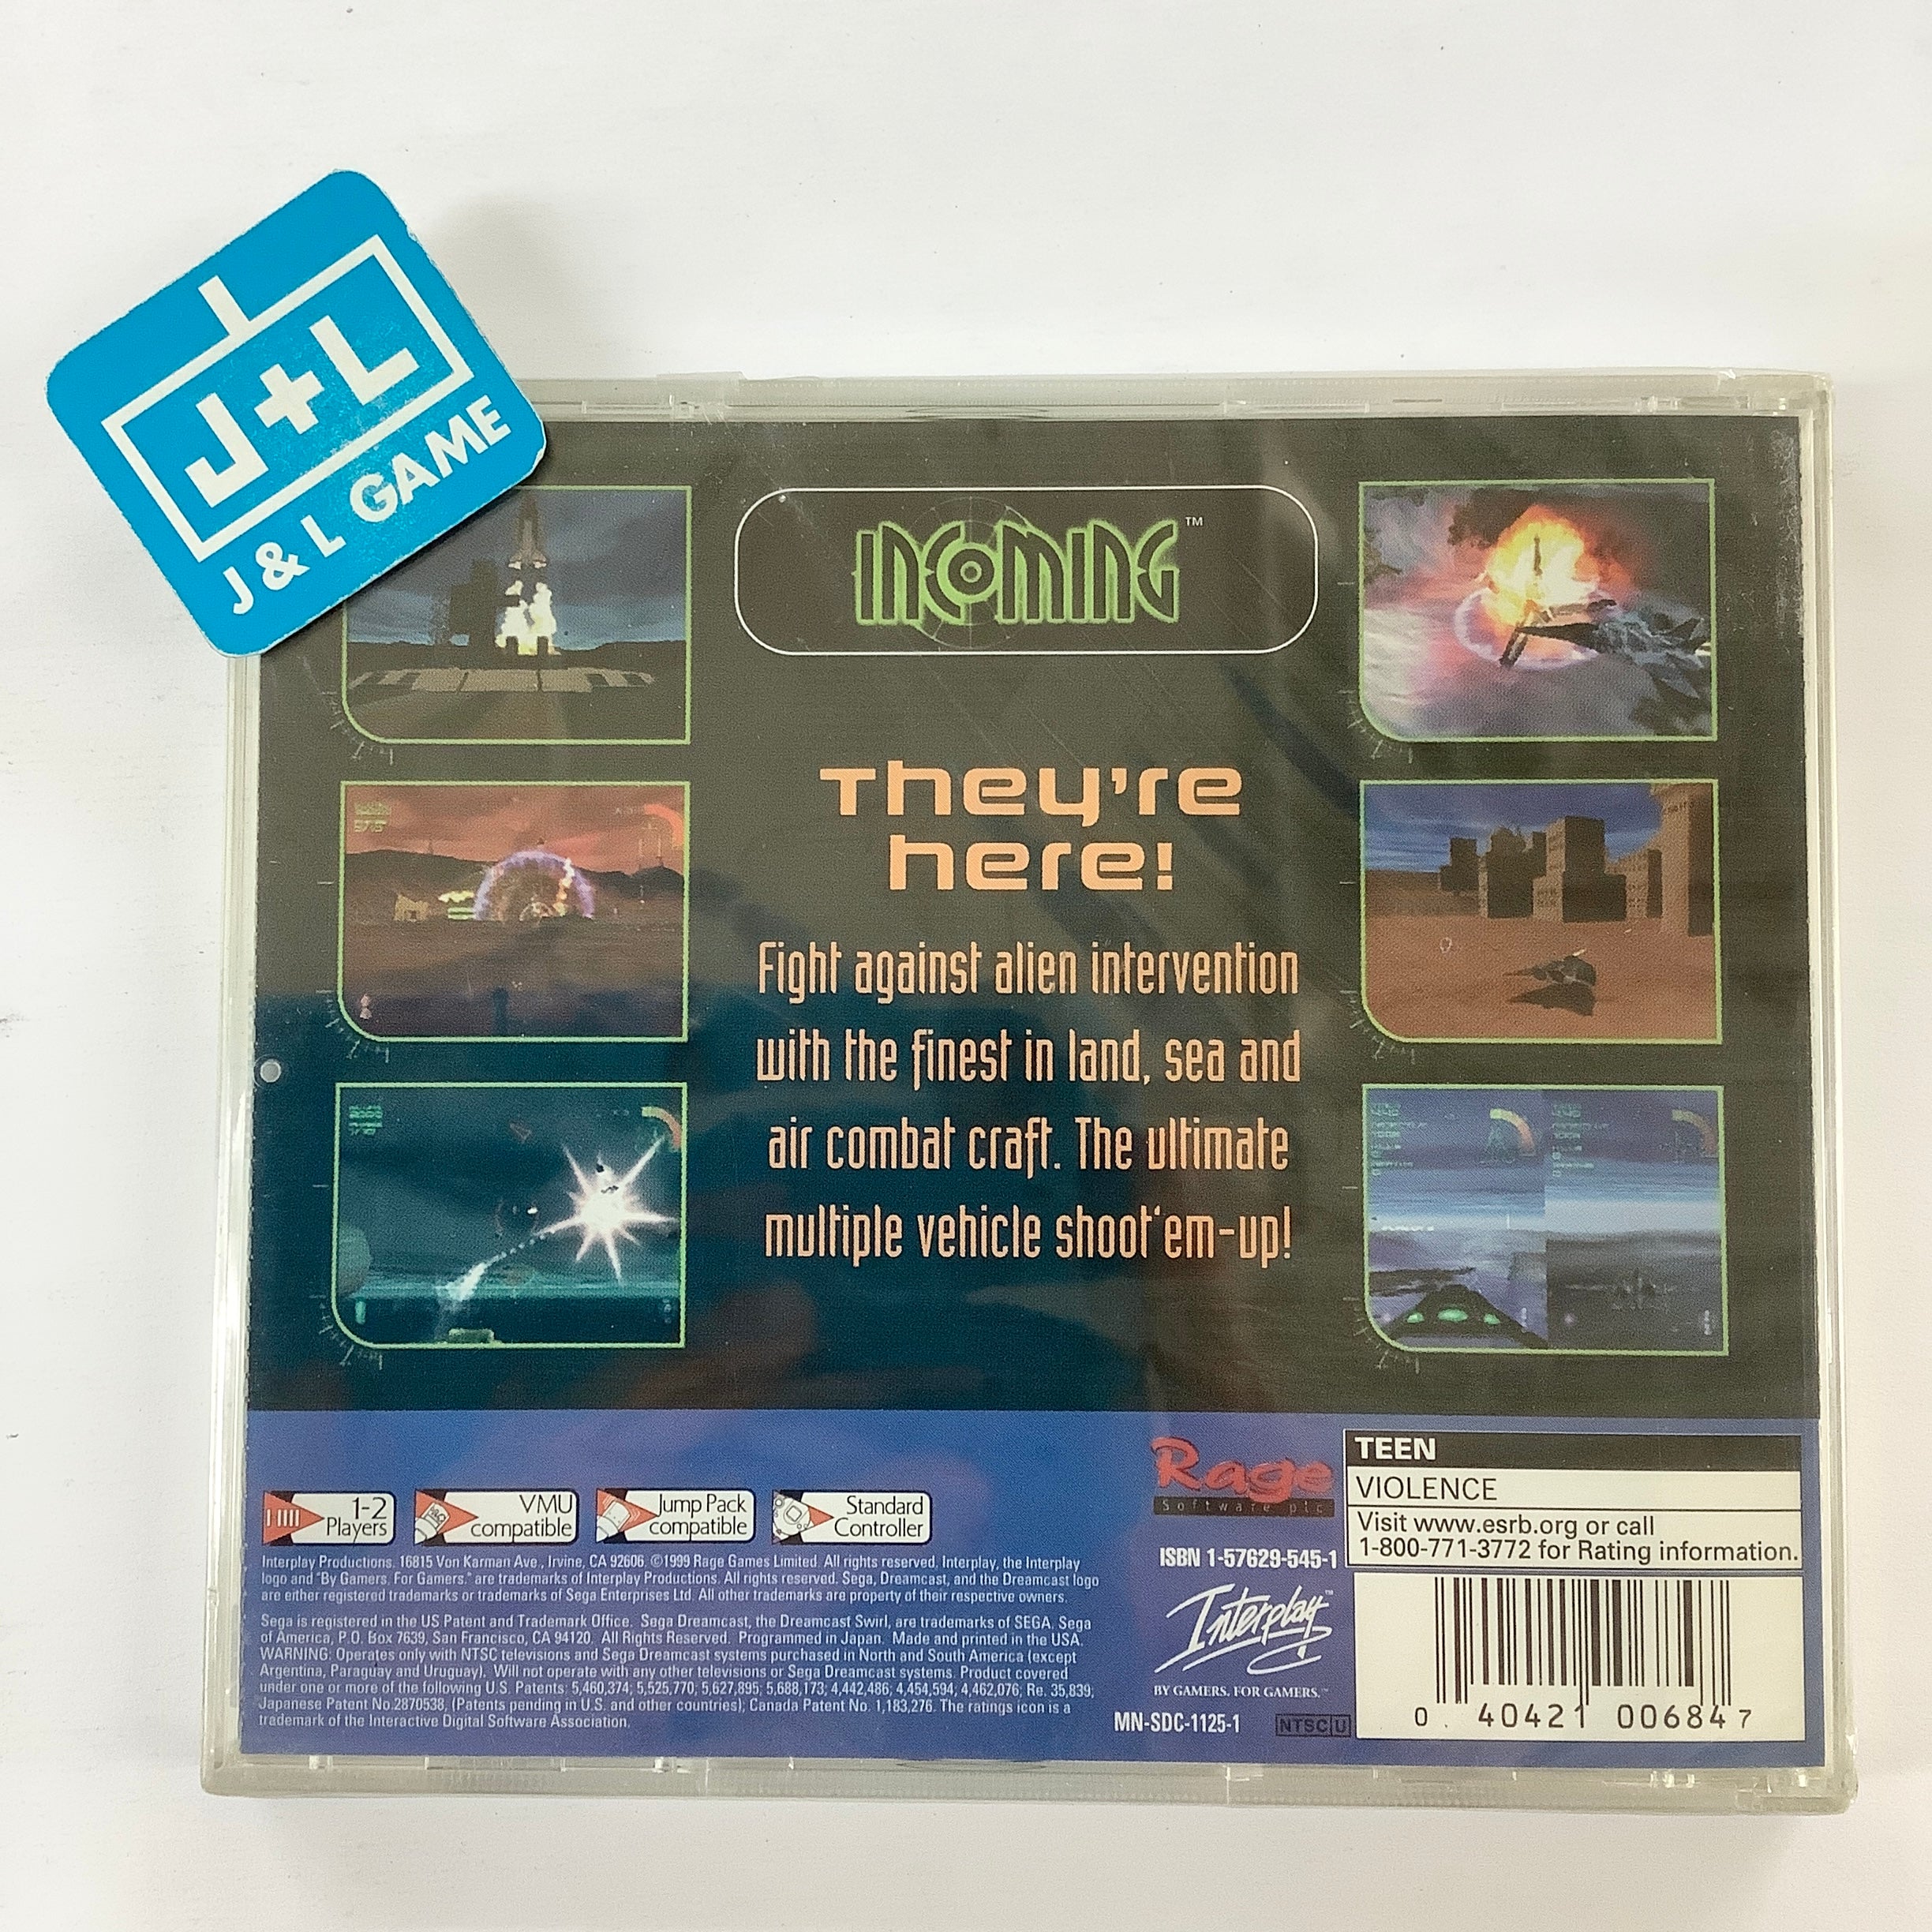 J+L
J & L GAME
INCOMING™
They're
here!
Fight against alien intervention
with the finest in land, sea and
air combat craft. The ultimate
multiple vehicle shoot'em-up!
1-2
Players
VMU
compatible
Jump Pack
compatible
Standard
Controller
Interplay Productions. 16815 Von Karman Ave., Irvine, CA 92606. ©1999 Rage Games Limited. All rights reserved. Interplay, the Interplay
logo and "By Gamers. For Gamers." are trademarks of Interplay Productions. All rights reserved. Sega, Dreamcast, and the Dreamcast logo
are either registered trademarks or trademarks of Sega Enterprises Ltd. All other trademarks are property of their respective owners.
Sega is registered in the US Patent and Trademark Office. Sega Dreamcast, the Dreamcast Swirl, are trademarks of SEGA. Sega
of America, P.O. Box 7639, San Francisco, CA 94120. All Rights Reserved. Programmed in Japan. Made and printed in the USA.
WARNING: Operates only with NTSC televisions and Sega Dreamcast systems purchased in North and South America (except
Argentina, Paraguay and Uruguay). Will not operate with any other televisions or Sega Dreamcast systems. Product covered
under one or more of the following U.S. Patents: 5,460,374; 5,525,770; 5,627,895; 5,688,173; 4,442,486; 4,454,594; 4,462,076; Re. 35,839;
Japanese Patent No.2870538, (Patents pending in U.S. and other countries); Canada Patent No. 1,183,276. The ratings icon is a
trademark of the Interactive Digital Software Association.
Rage
Software plc
ISBN 1-57629-545-1
Interplay™
BY GAMERS. FOR GAMERS.™
MN-SDC-1125-1
NTSC U
TEEN
VIOLENCE
Visit www.esrb.org or call
1-800-771-3772 for Rating information.
0 40421 00684 7